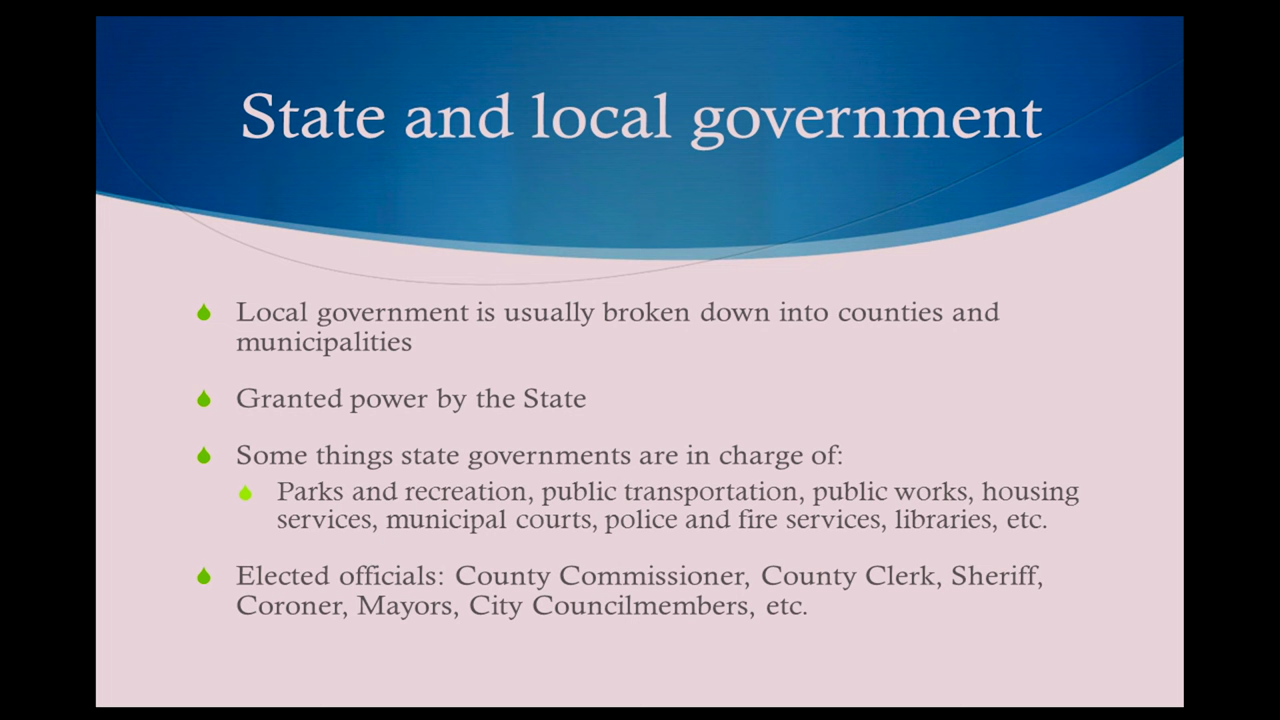 State and local government
Local government is usually broken down into counties and
municipalities
Granted power by the State
Some things state governments are in charge of:
Parks and recreation, public transportation, public works, housing
services, municipal courts, police and fire services, libraries, etc.
Elected officials: County Commissioner, County Clerk, Sheriff,
Coroner, Mayors, City Councilmembers, etc.